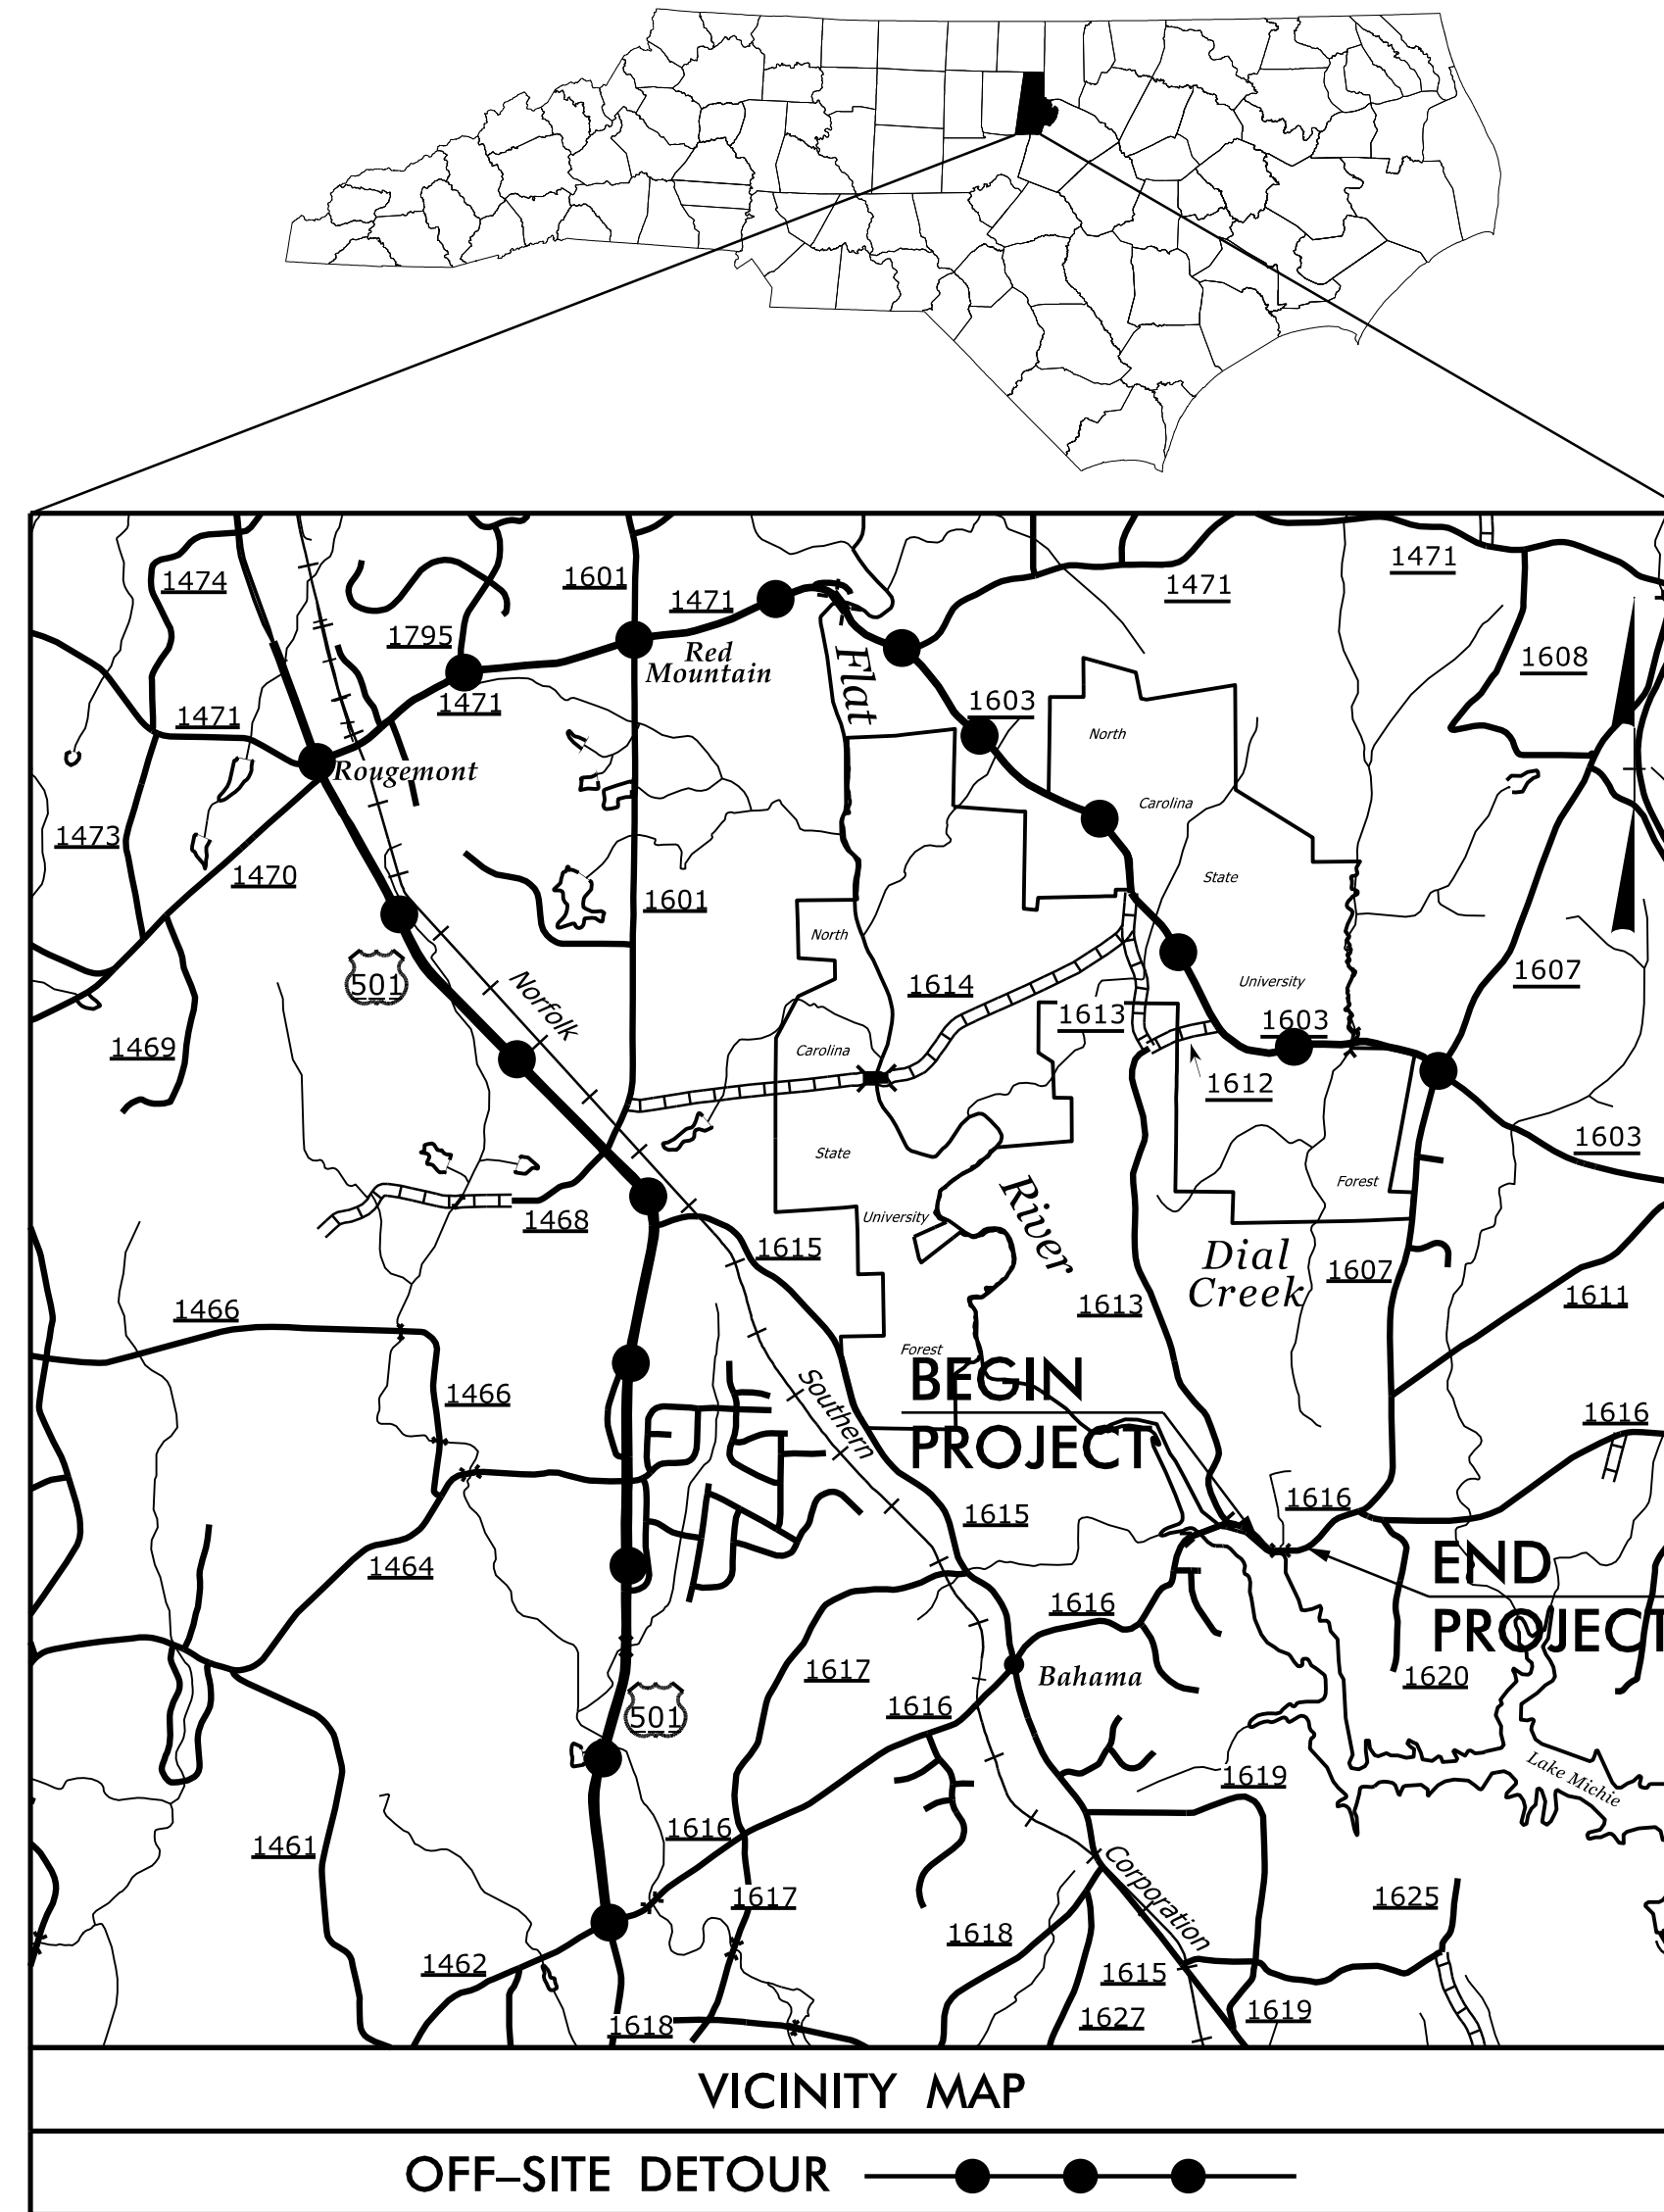 1471
1474
1601
1471
1471
1795
Red
Mountain
1608
Flat
1471
1603
1471
North
Rougemont
Carolina
1473
1470
State
1601
North
501
1614
University
1607
Norfolk
1613
1603
1469
Carolina
1612
1603
State
Forest
1468
University
River
1615
Dial
Creek
1607
1466
1613
1611
Forest
BEGIN
PROJECT
1466
Southern
1616
1616
1615
END
PROJECT
1464
1616
1617
Bahama
1620
1616
501
Lake Michie
1619
1616
1461
Corporation
1617
1625
1618
1462
1615
1627
1619
1618
VICINITY MAP
OFF–SITE DETOUR